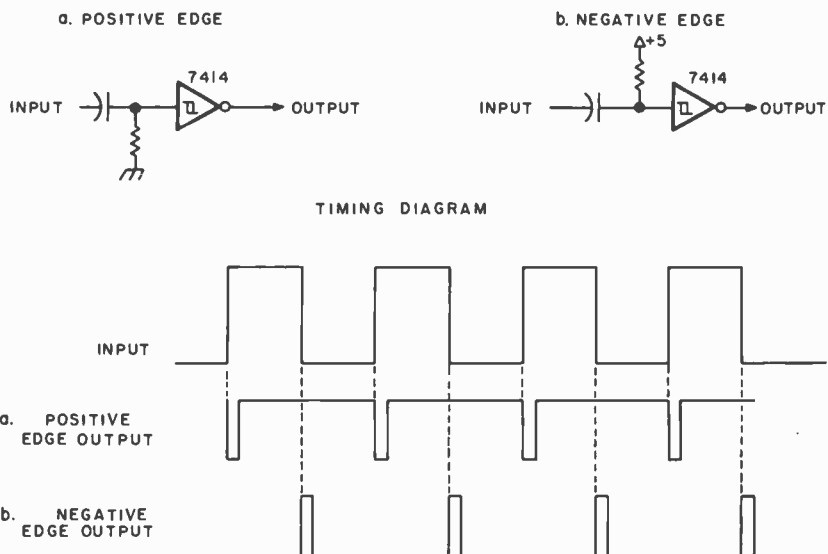 a. POSITIVE EDGE
b. NEGATIVE EDGE
+5
7414
7414
INPUT
OUTPUT
INPUT
OUTPUT
TIMING DIAGRAM
INPUT
a. POSITIVE
EDGE OUTPUT
b. NEGATIVE
EDGE OUTPUT